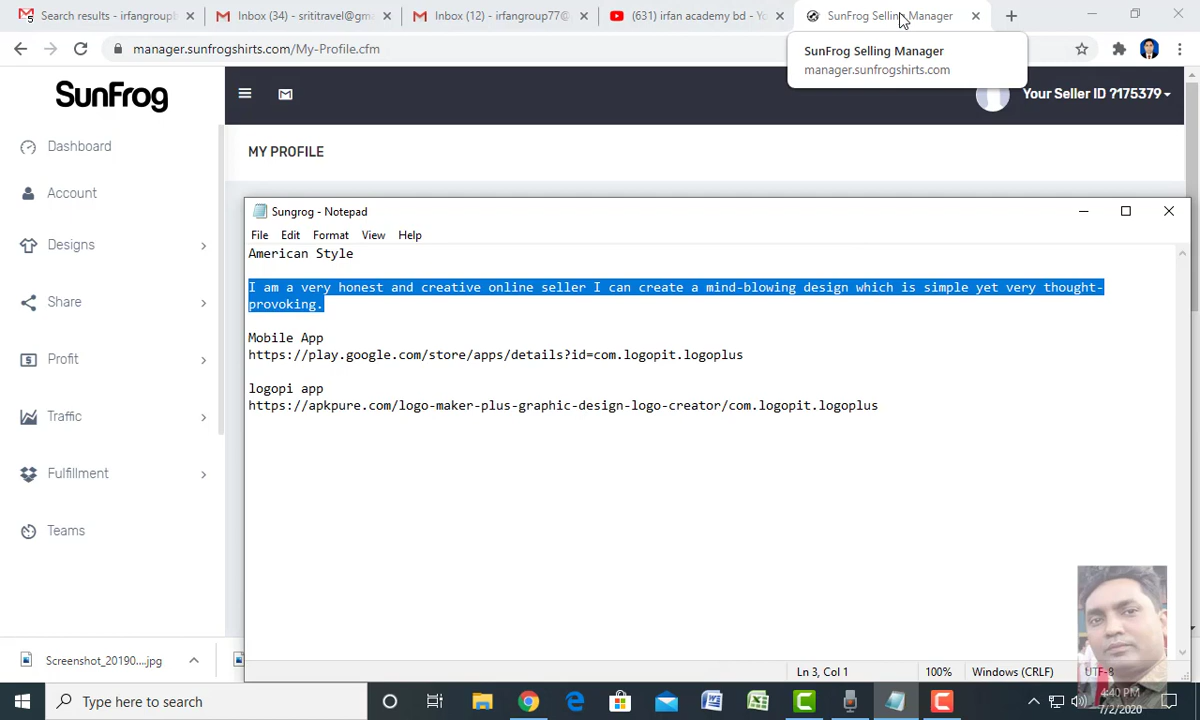 Search results - irfangroupb
Inbox (34) - srititravel@gm
Inbox (12) - irfangroup77@
(631) irfan academy bd - Yo
SunFrog Selling Manager
manager.sunfrogshirts.com/My-Profile.cfm
SunFrog Selling Manager
manager.sunfrogshirts.com
SunFrog
Your Seller ID ?175379
Dashboard
MY PROFILE
Account
Designs
Share
Profit
Traffic
Fulfillment
Teams
Sungrog - Notepad
File Edit Format View Help
American Style
I am a very honest and creative online seller I can create a mind-blowing design which is simple yet very thought-
provoking.
Mobile App
https://play.google.com/store/apps/details?id=com.logopit.logoplus
logopi app
https://apkpure.com/logo-maker-plus-graphic-design-logo-creator/com.logopit.logoplus
Screenshot_20190....jpg
Ln 3, Col 1
100%
Windows (CRLF)
UTF-8
Type here to search
4:40 PM
7/2/2020